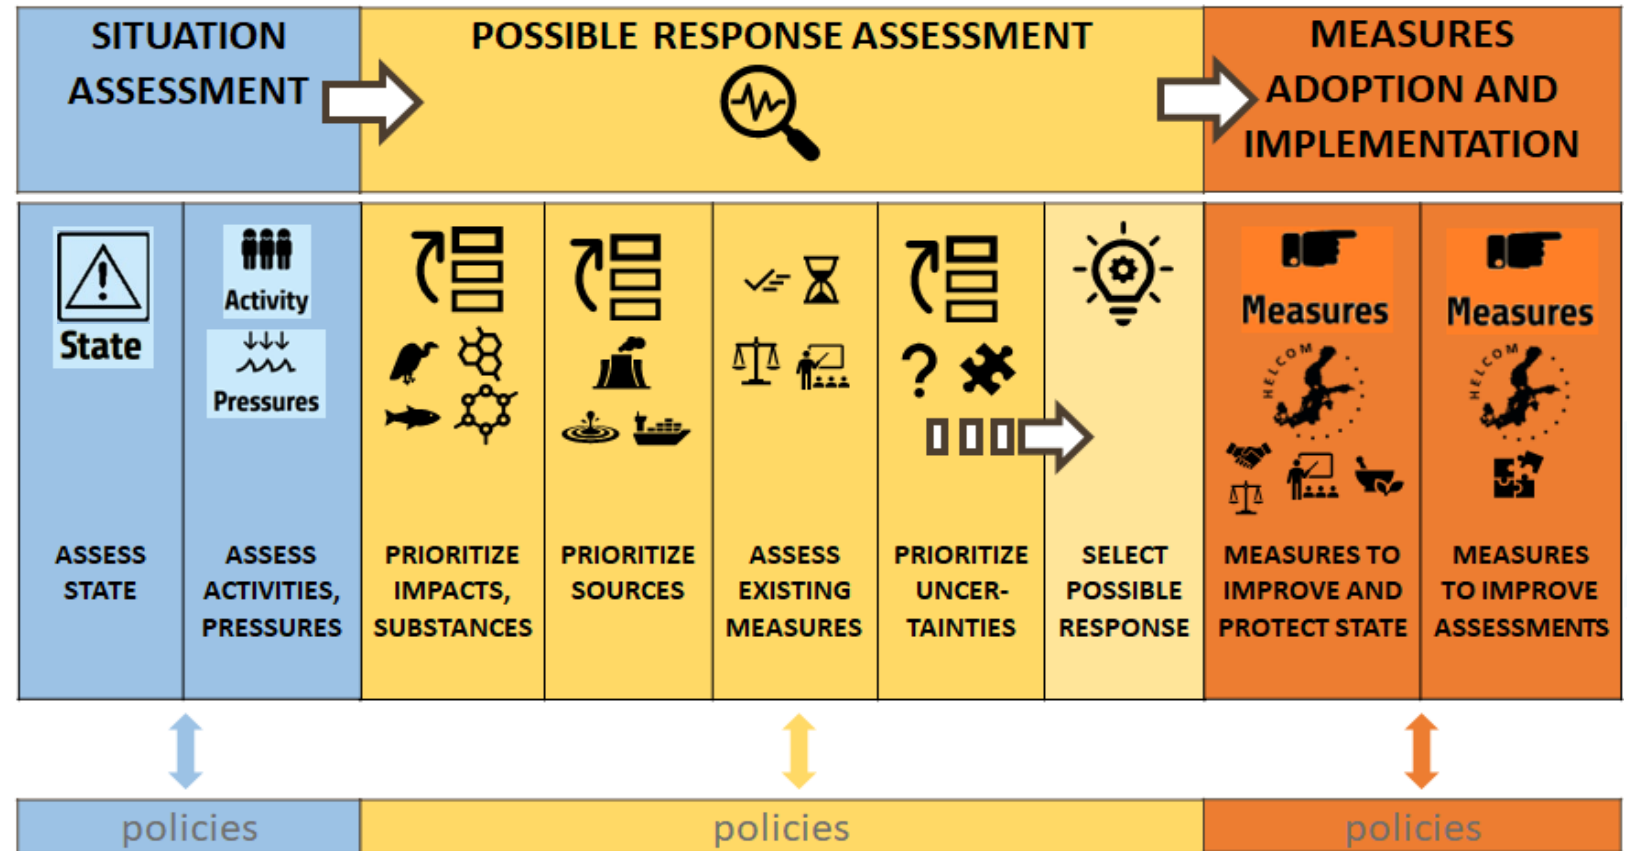 SITUATION
ASSESSMENT
POSSIBLE RESPONSE ASSESSMENT
MEASURES
ADOPTION AND
IMPLEMENTATION
State
Activity
Pressures
Measures
HELCOM
Measures
HELCOM
ASSESS
STATE
ASSESS
ACTIVITIES,
PRESSURES
PRIORITIZE
IMPACTS,
SUBSTANCES
PRIORITIZE
SOURCES
ASSESS
EXISTING
MEASURES
PRIORITIZE
UNCER-
TAINTIES
SELECT
POSSIBLE
RESPONSE
MEASURES TO
IMPROVE AND
PROTECT STATE
MEASURES
TO IMPROVE
ASSESSMENTS
policies
policies
policies